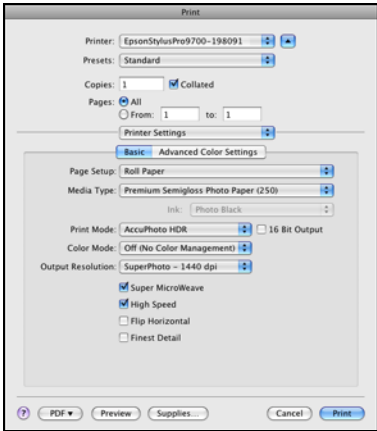 Print
Printer: EpsonStylusPro9700-198091
Presets: Standard
Copies: 1 Collated
Pages: All
From: 1 to: 1
Printer Settings
Basic Advanced Color Settings
Page Setup: Roll Paper
Media Type: Premium Semigloss Photo Paper (250)
Ink: Photo Black
Print Mode: AccuPhoto HDR 16 Bit Output
Color Mode: Off (No Color Management)
Output Resolution: SuperPhoto - 1440 dpi
Super MicroWeave
High Speed
Flip Horizontal
Finest Detail
? PDF ▾ Preview Supplies... Cancel Print